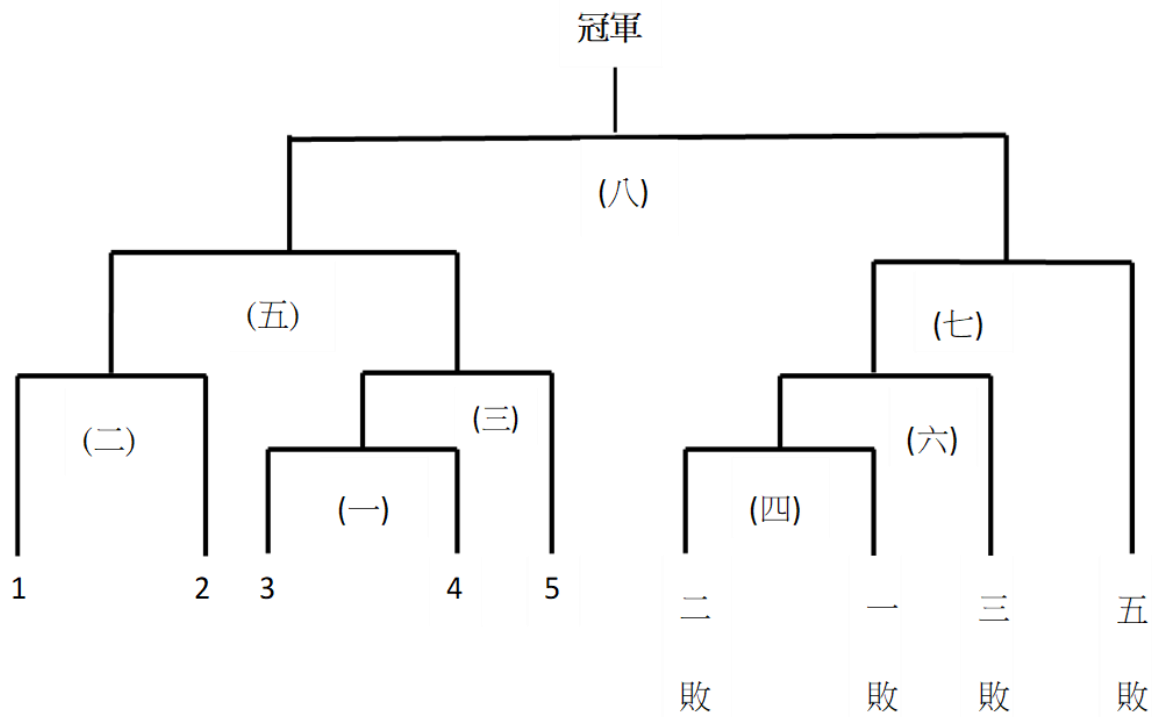 冠軍
(八)
(五)
(七)
(三)
(二)
(六)
(一)
(四)
1 2 3 4 5
二敗 一敗 三敗 五敗